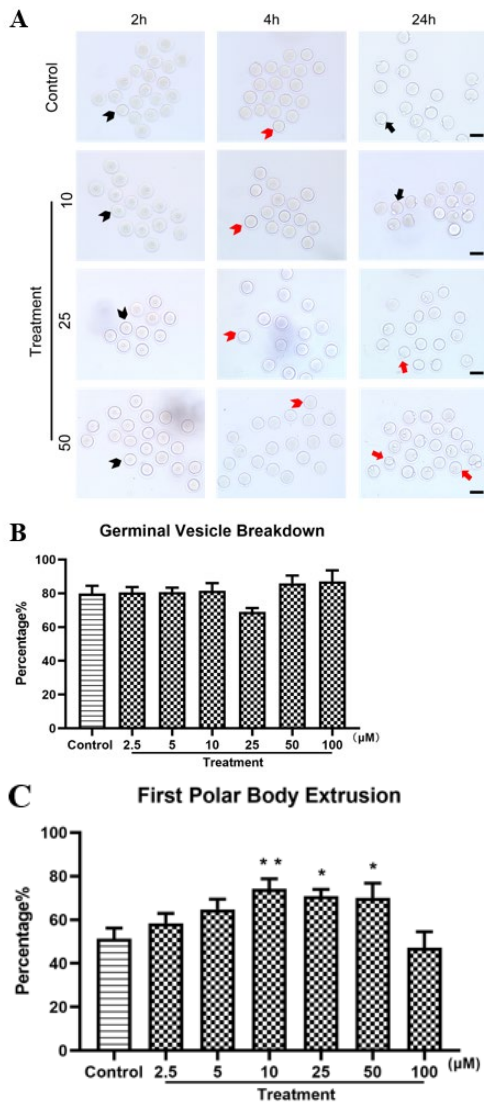 A
2h 4h 24h
Control
10
Treatment
25
50
B
Germinal Vesicle Breakdown
Percentage%
100
80
60
40
20
0
Control 2.5 5 10 25 50 100 (μM)
Treatment
C
First Polar Body Extrusion
Percentage%
100
80
60
40
20
0
** * *
Control 2.5 5 10 25 50 100 (μM)
Treatment